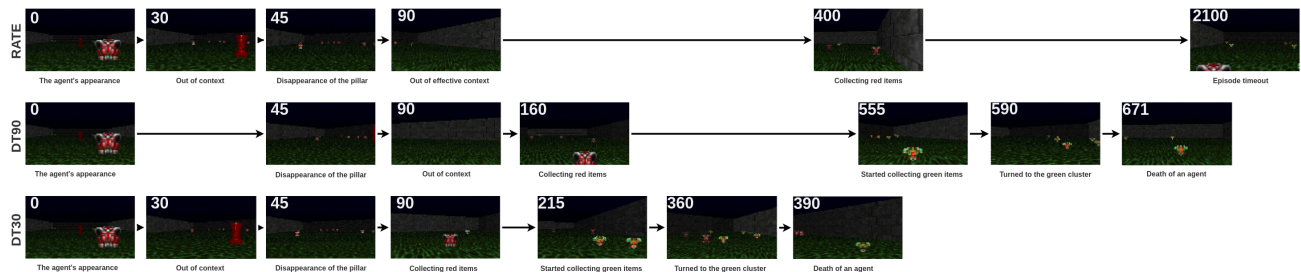 RATE
0
30
45
90
400
2100
The agent's appearance
Out of context
Disappearance of the pillar
Out of effective context
Collecting red items
Episode timeout
DT90
0
45
90
160
555
590
671
The agent's appearance
Disappearance of the pillar
Out of context
Collecting red items
Started collecting green items
Turned to the green cluster
Death of an agent
DT30
0
30
45
90
215
360
390
The agent's appearance
Out of context
Disappearance of the pillar
Collecting red items
Started collecting green items
Turned to the green cluster
Death of an agent